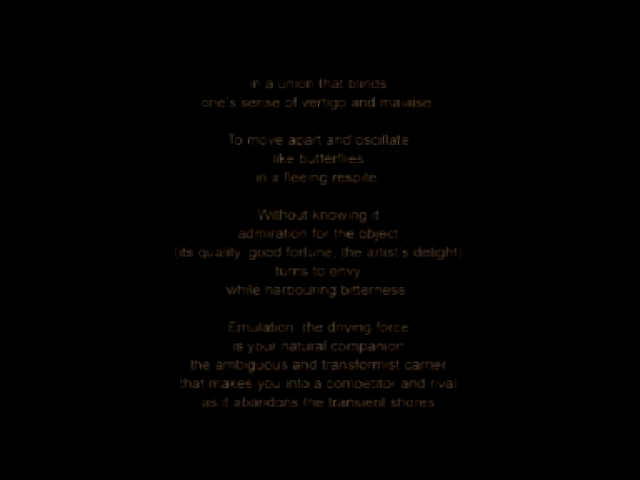 in a union that blinds
one's sense of vertigo and malaise
To move apart and oscillate
like butterflies
in a fleeing respite
Without knowing it
admiration for the object
(its quality, good fortune, the artist's delight)
turns to envy
while harbouring bitterness
Emulation, the driving force
is your natural companion
the ambiguous and transformist carrier
that makes you into a competitor and rival
as it abandons the transient shores